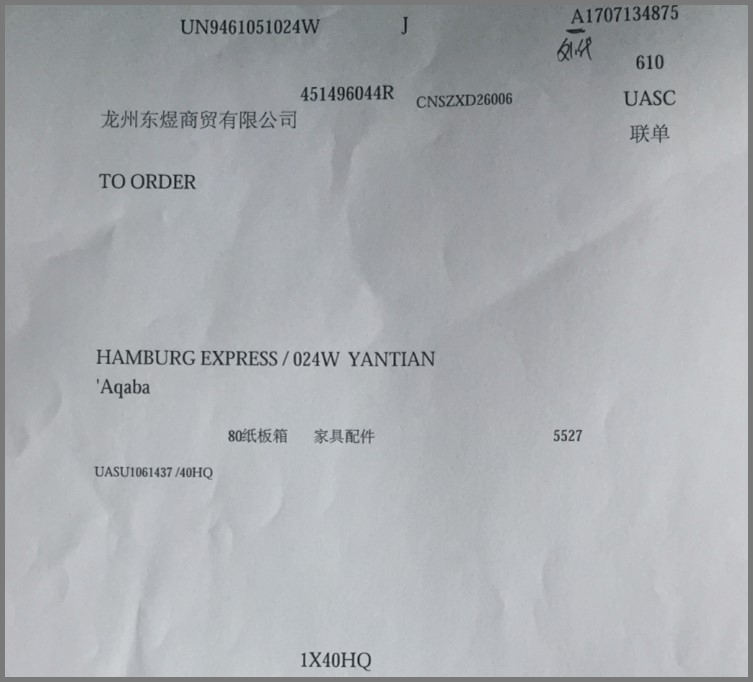 UN9461051024W J A1707134875
610
451496044R CNSZXD26006 UASC
龙州东煜商贸有限公司 联单
TO ORDER
HAMBURG EXPRESS / 024W YANTIAN
'Aqaba
80纸板箱 家具配件 5527
UASU1061437 /40HQ
1X40HQ